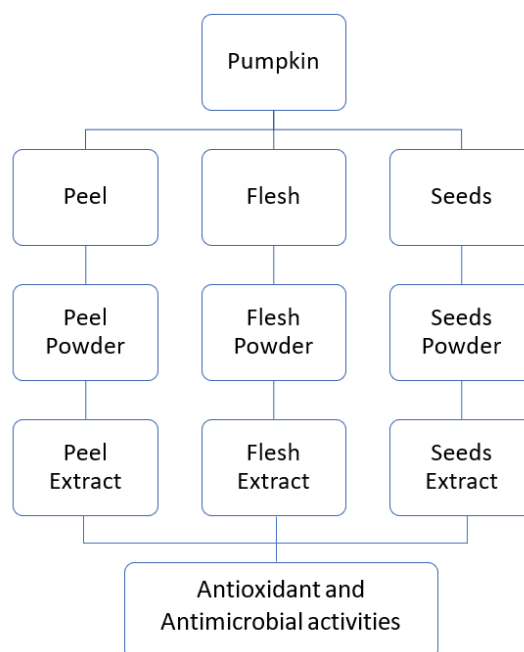 Pumpkin
Peel
Flesh
Seeds
Peel
Powder
Flesh
Powder
Seeds
Powder
Peel
Extract
Flesh
Extract
Seeds
Extract
Antioxidant and
Antimicrobial activities